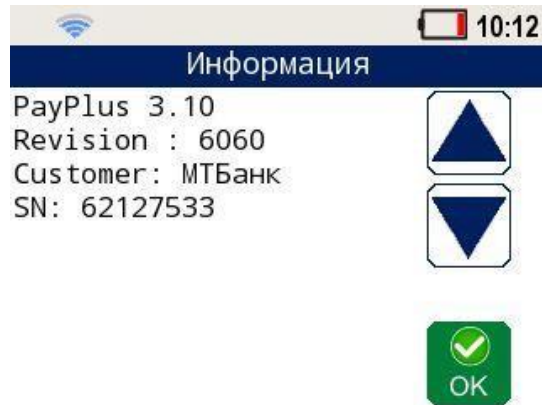 10:12
Информация
PayPlus 3.10
Revision : 6060
Customer: МТБанк
SN: 62127533
OK